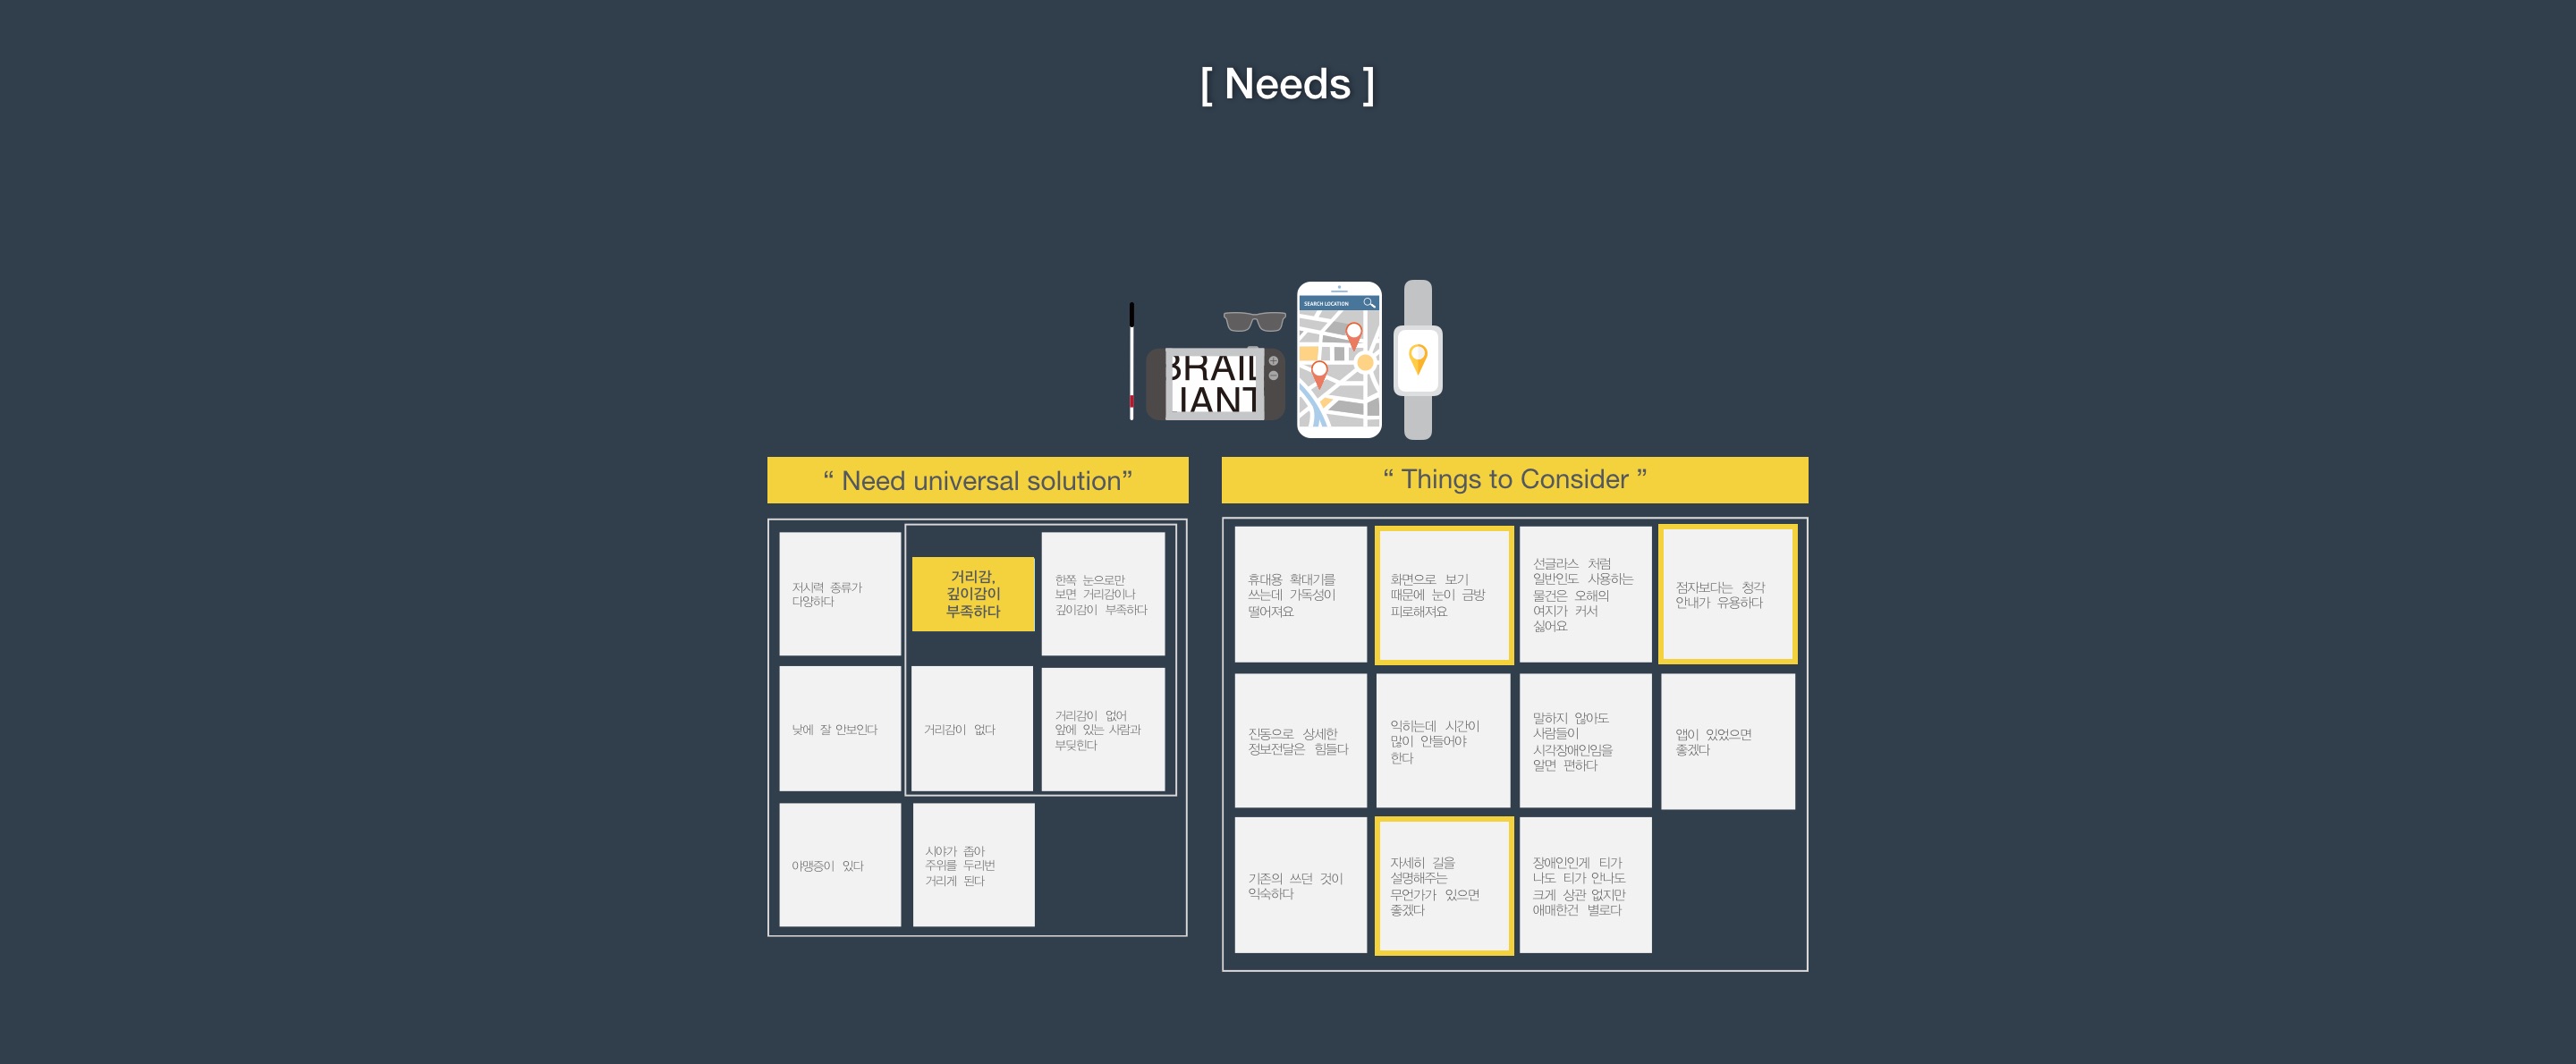 [ Needs ]
SEARCH LOCATION
BRAIL
IANT
“ Need universal solution”
저시력 종류가
다양하다
거리감,
깊이감이
부족하다
한쪽 눈으로만
보면 거리감이나
깊이감이 부족하다
낮에 잘 안보인다
거리감이 없다
거리감이 없어
앞에 있는 사람과
부딪힌다
야맹증이 있다
시야가 좁아
주위를 두리번
거리게 된다
“ Things to Consider ”
휴대용 확대기를
쓰는데 가독성이
떨어져요
화면으로 보기
때문에 눈이 금방
피로해져요
선글라스 처럼
일반인도 사용하는
물건은 오해의
여지가 커서
싫어요
점자보다는 청각
안내가 유용하다
진동으로 상세한
정보전달은 힘들다
익히는데 시간이
많이 안들어야
한다
말하지 않아도
사람들이
시각장애인임을
알면 편하다
앱이 있었으면
좋겠다
기존의 쓰던 것이
익숙하다
자세히 길을
설명해주는
무언가가 있으면
좋겠다
장애인인게 티가
나도 티가 안나도
크게 상관 없지만
애매한건 별로다